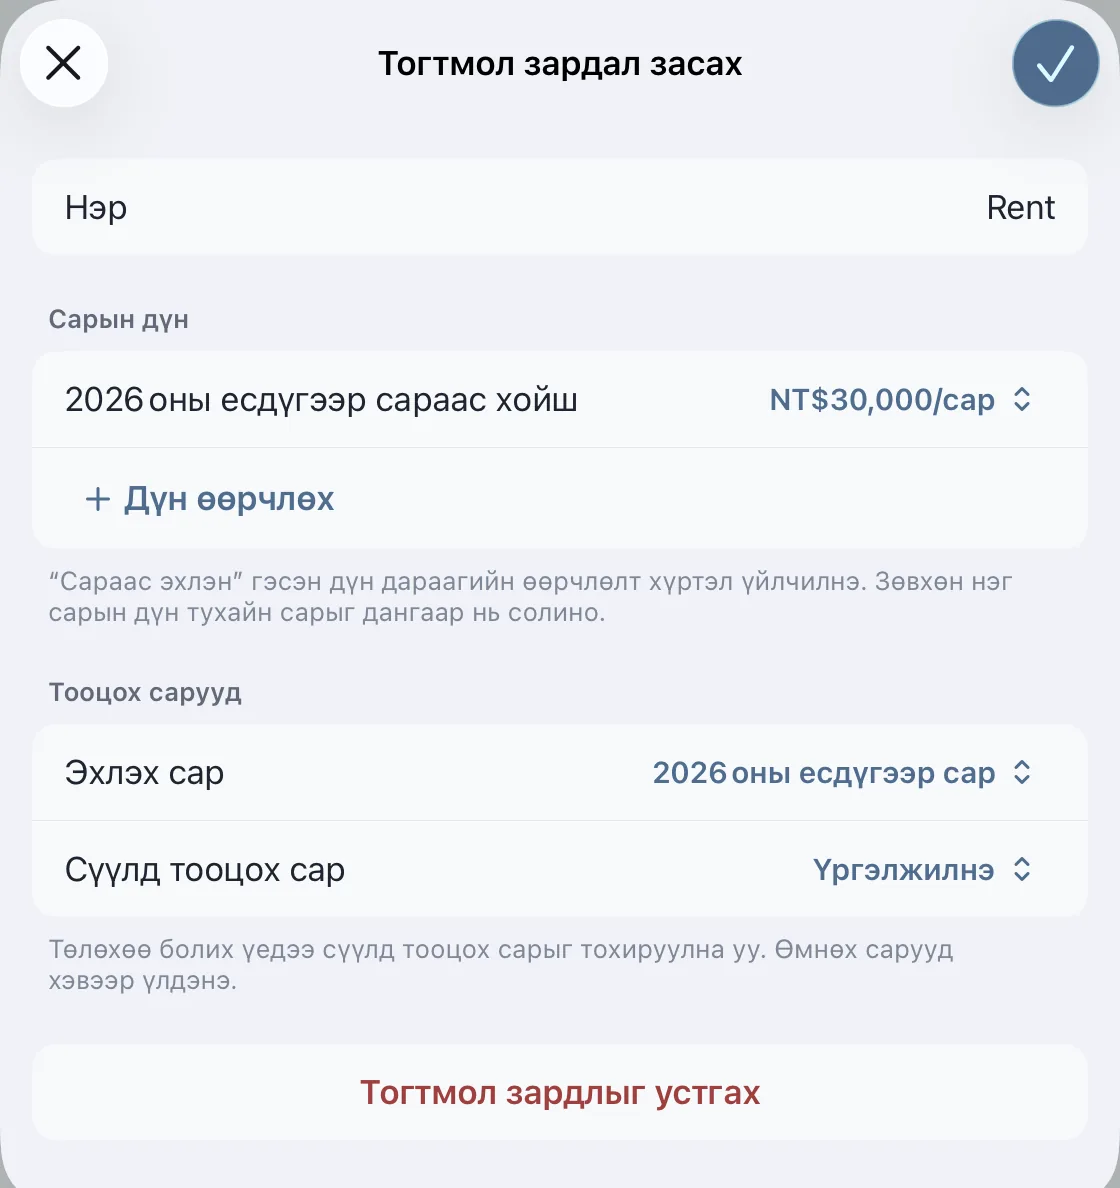 Тогтмол зардал засах
Нэр
Rent
Сарын дүн
2026 оны есдүгээр сараас хойш
NT$30,000/сар
+ Дүн өөрчлөх
“Сараас эхлэн” гэсэн дүн дараагийн өөрчлөлт хүртэл үйлчилнэ. Зөвхөн нэг
сарын дүн тухайн сарыг дангаар нь солино.
Тооцох сарууд
Эхлэх сар
2026 оны есдүгээр сар
Сүүлд тооцох сар
Үргэлжилнэ
Төлөхөө болих үедээ сүүлд тооцох сарыг тохируулна уу. Өмнөх сарууд
хэвээр үлдэнэ.
Тогтмол зардлыг устгах